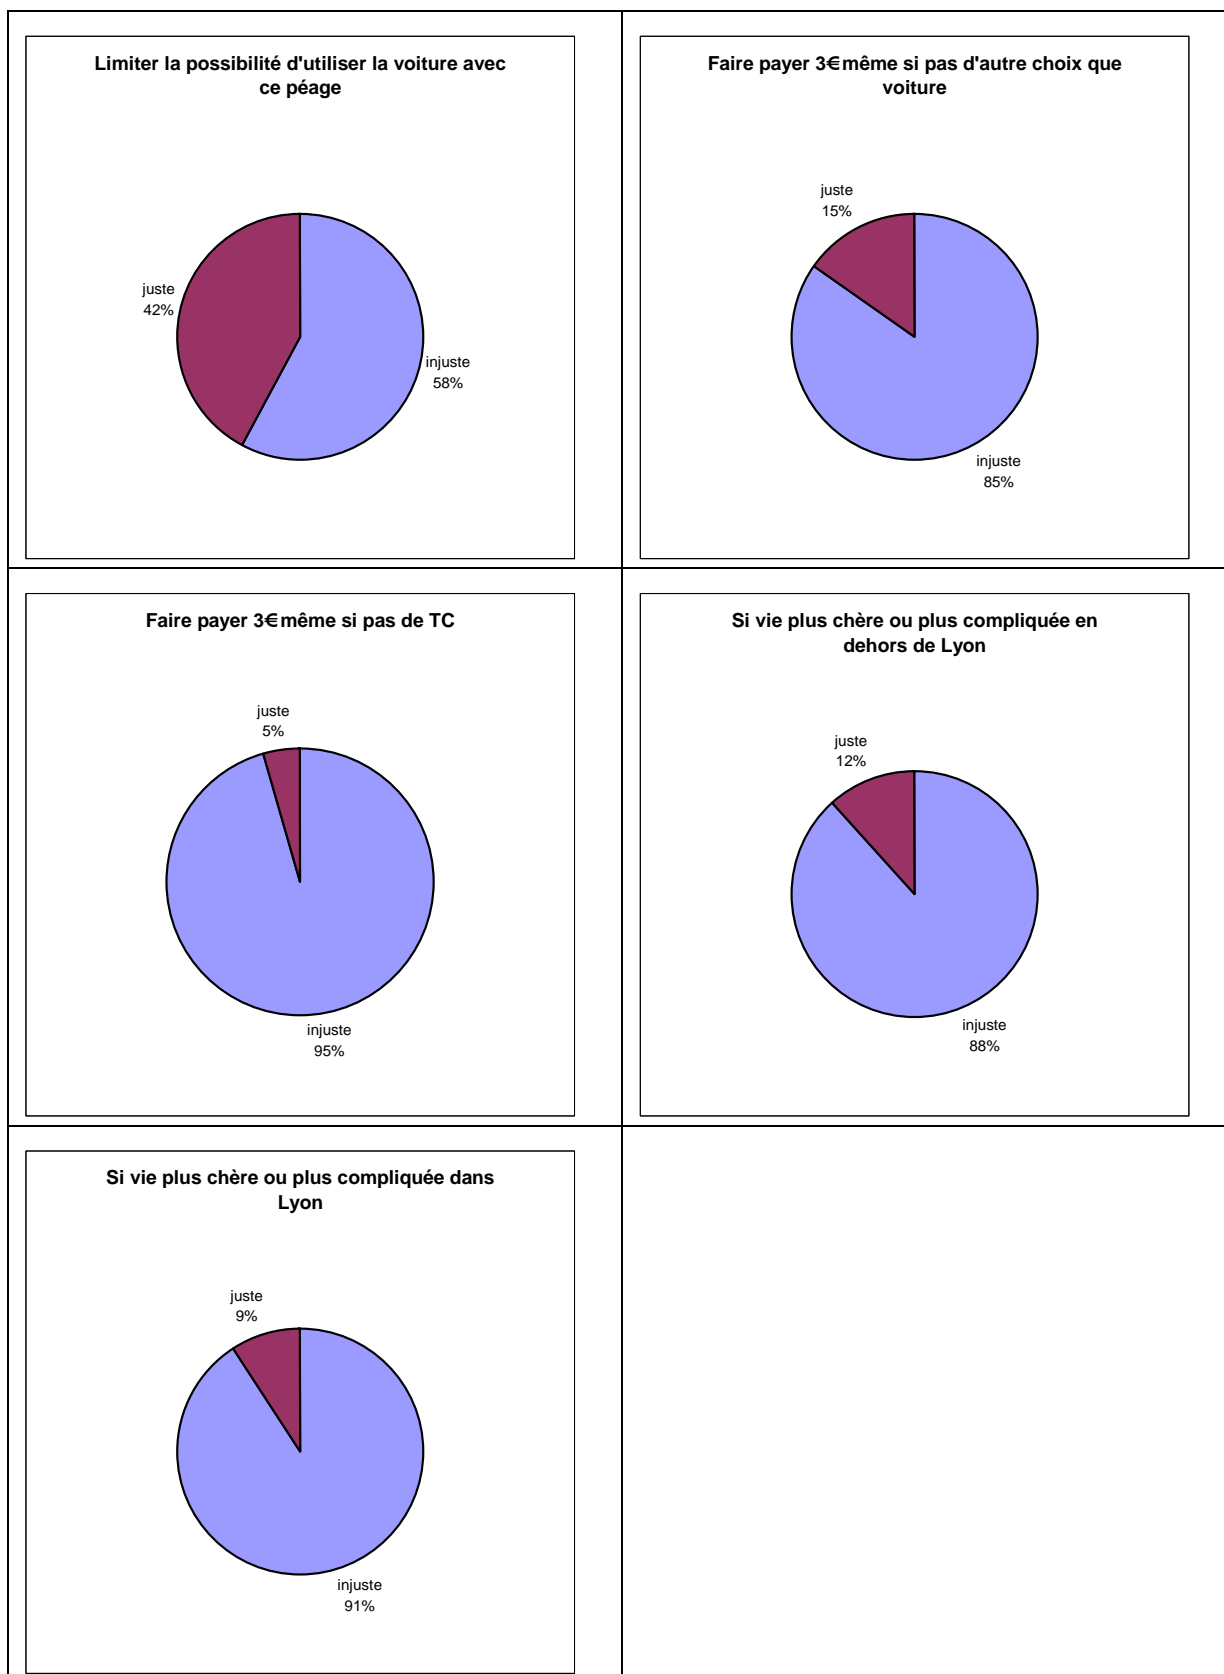 Limiter la possibilité d'utiliser la voiture avec
ce péage
juste
42%
injuste
58%
Faire payer 3€ même si pas d'autre choix que
voiture
juste
15%
injuste
85%
Faire payer 3€ même si pas de TC
juste
5%
injuste
95%
Si vie plus chère ou plus compliquée en
dehors de Lyon
juste
12%
injuste
88%
Si vie plus chère ou plus compliquée dans
Lyon
juste
9%
injuste
91%